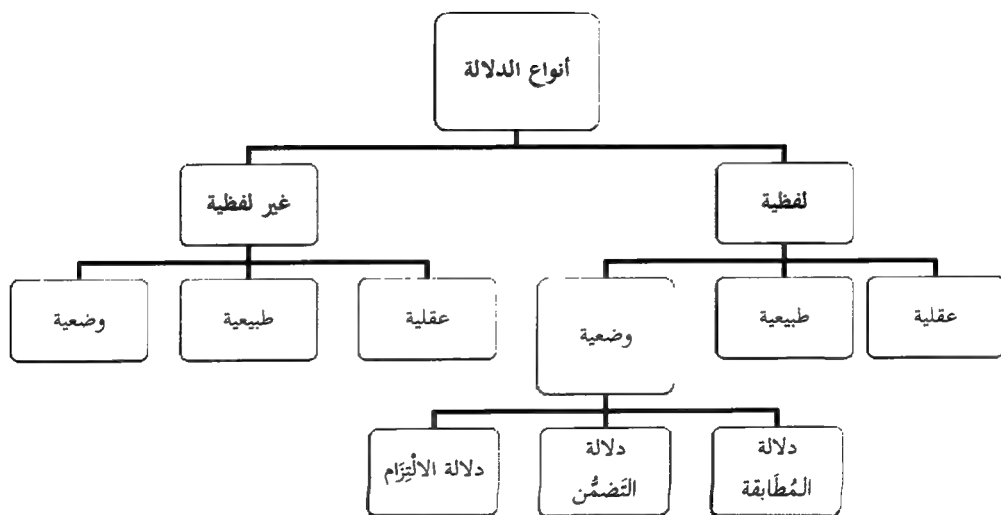 أنواع الدلالة
لفظية
غير لفظية
عقلية
طبيعية
وضعية
عقلية
طبيعية
وضعية
دلالة
المُطَابقة
دلالة
التَضمُّن
دلالة الالْتِزَام